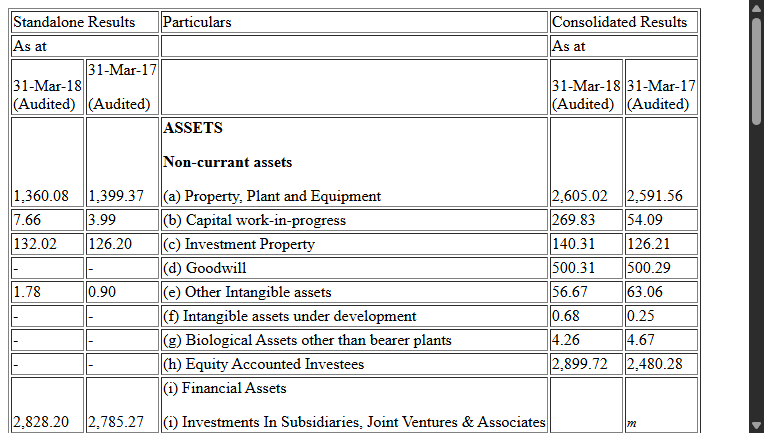 Standalone Results Particulars Consolidated Results
As at As at
31-Mar-18 (Audited) 31-Mar-17 (Audited) 31-Mar-18 (Audited) 31-Mar-17 (Audited)
ASSETS
Non-currant assets
1,360.08 1,399.37 (a) Property, Plant and Equipment 2,605.02 2,591.56
7.66 3.99 (b) Capital work-in-progress 269.83 54.09
132.02 126.20 (c) Investment Property 140.31 126.21
- - (d) Goodwill 500.31 500.29
1.78 0.90 (e) Other Intangible assets 56.67 63.06
- - (f) Intangible assets under development 0.68 0.25
- - (g) Biological Assets other than bearer plants 4.26 4.67
- - (h) Equity Accounted Investees 2,899.72 2,480.28
(i) Financial Assets
2,828.20 2,785.27 (i) Investments In Subsidiaries, Joint Ventures & Associates m